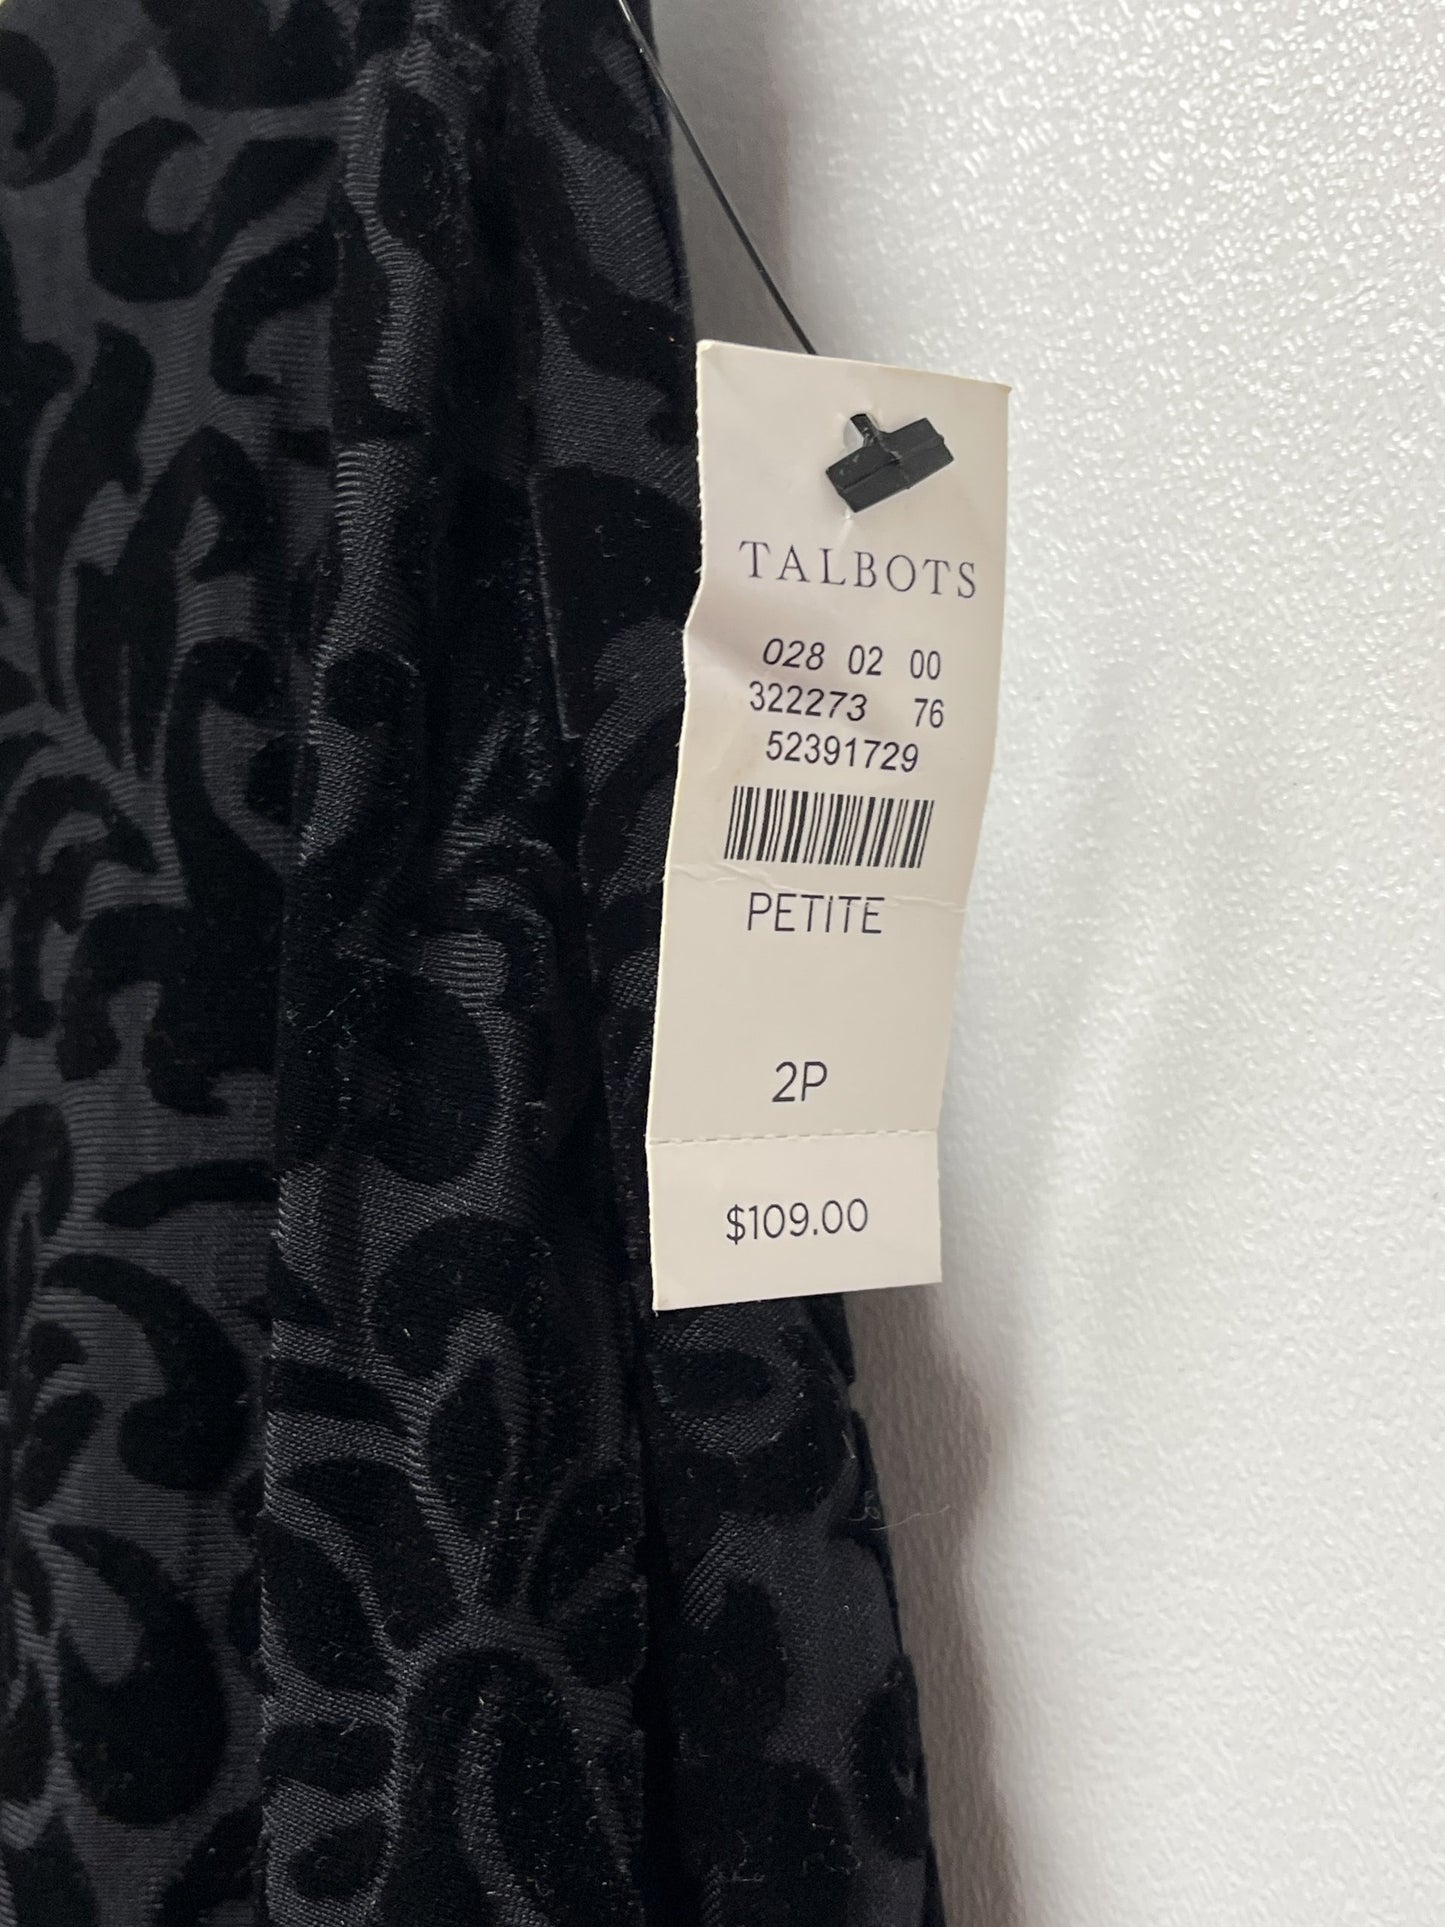 TALBOTS
028 02 00
322273 76
52391729
PETITE
2P
$109.00